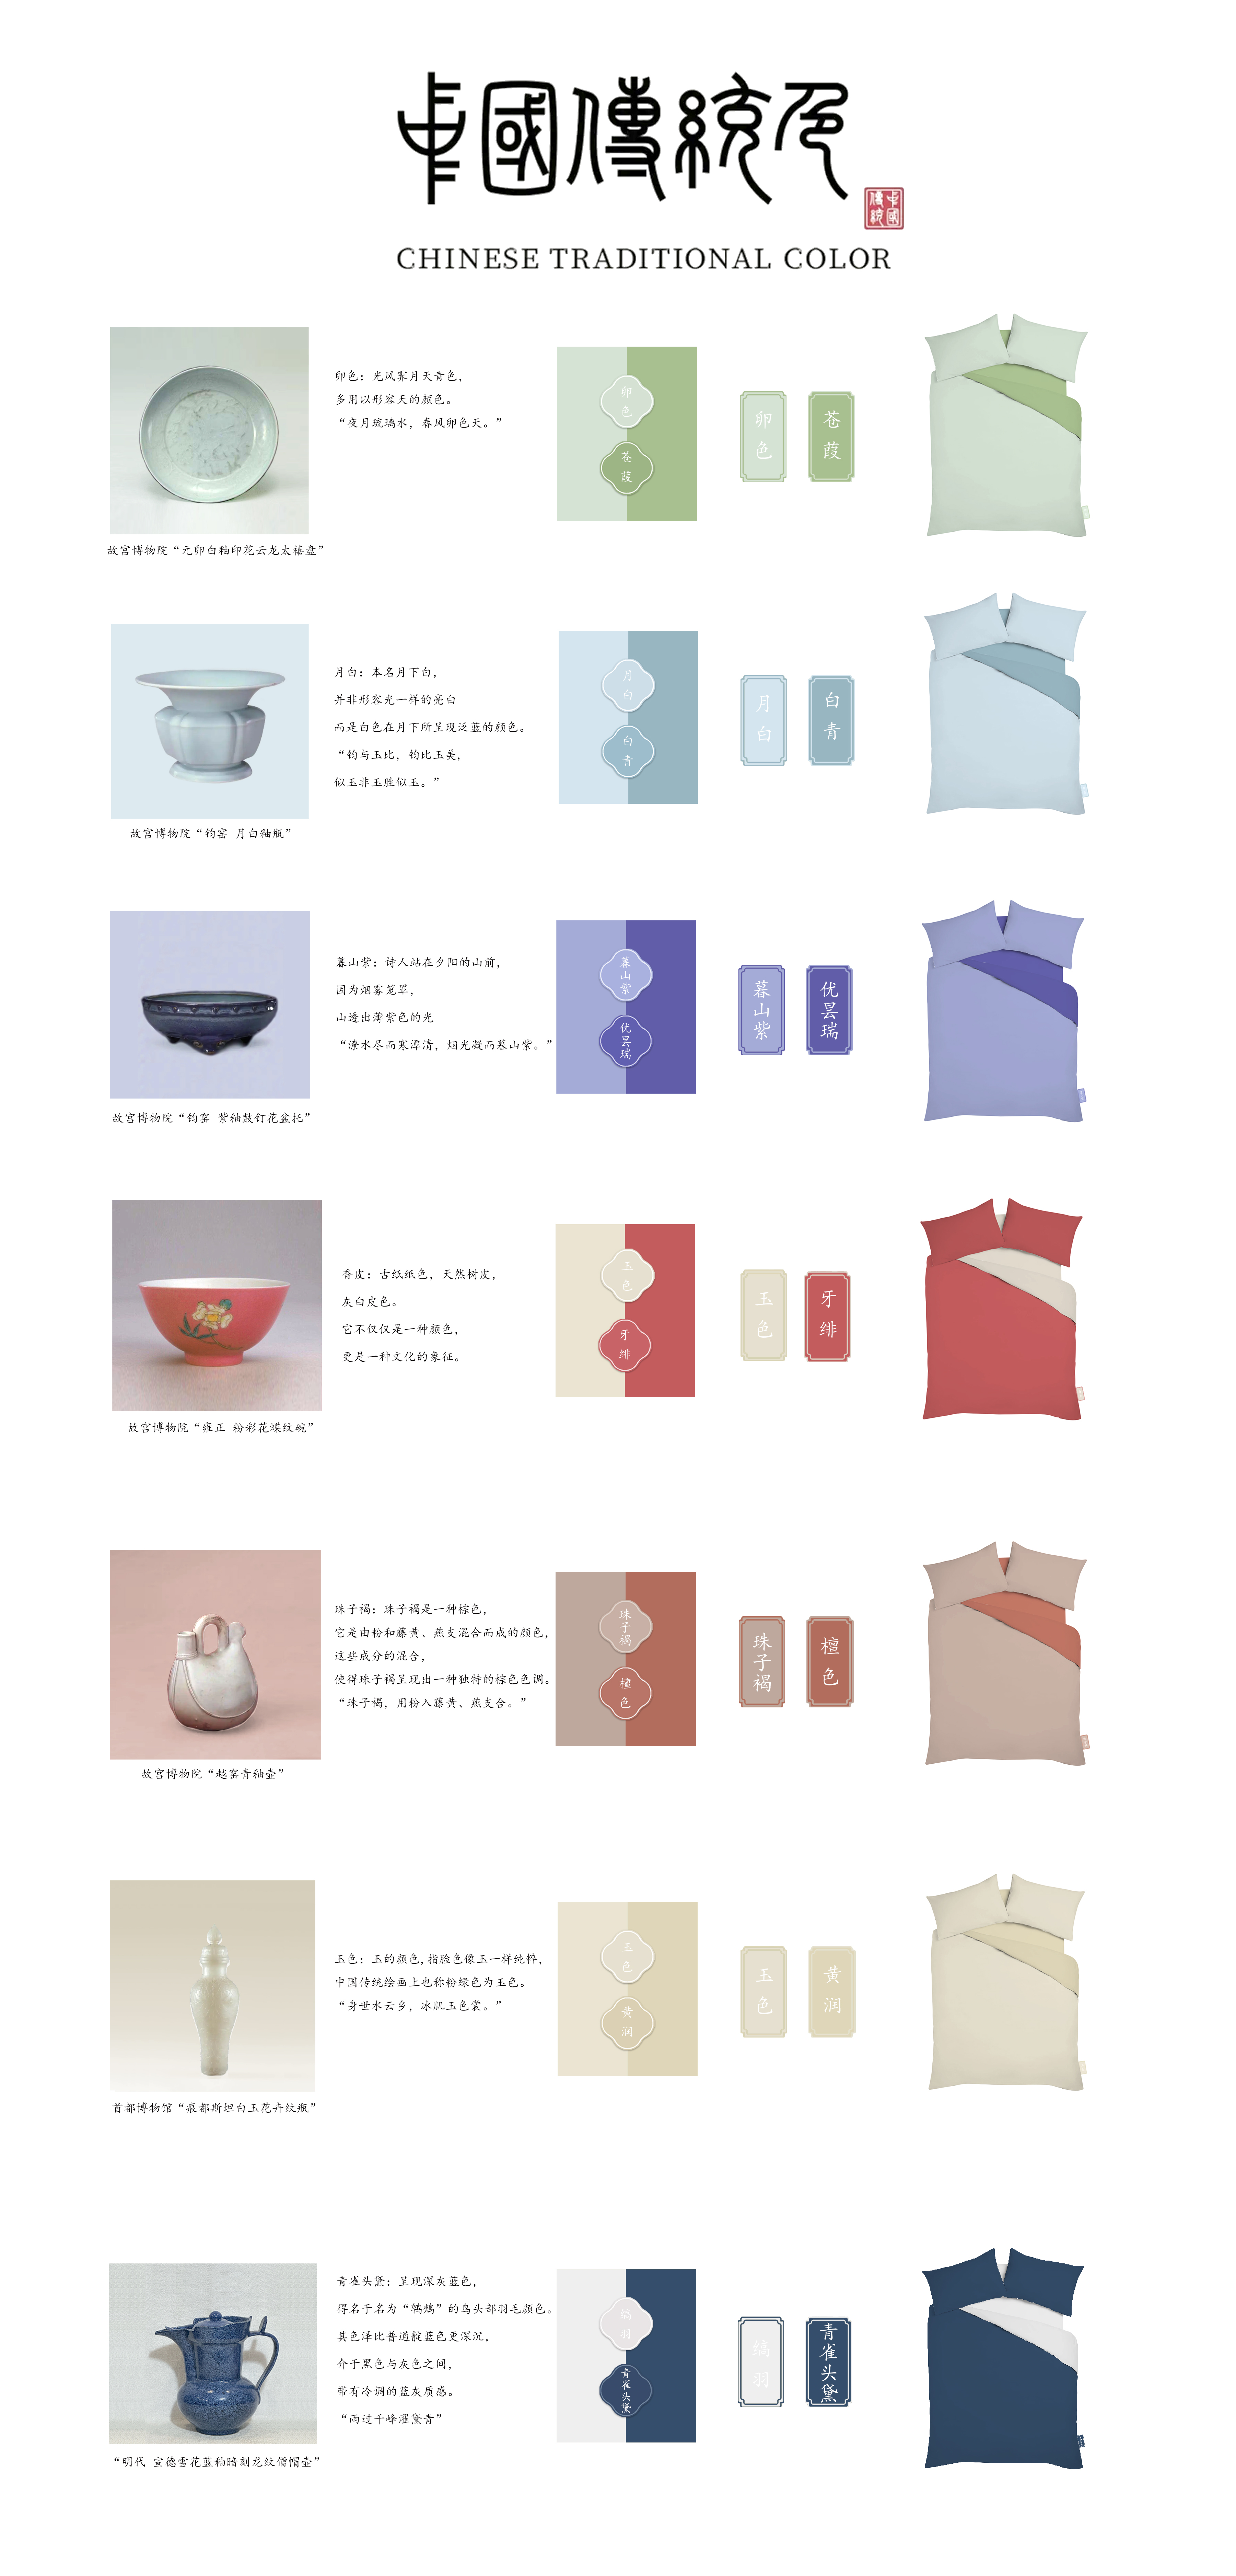 中國傳統色
中國傳統
CHINESE TRADITIONAL COLOR
卵色：光风霁月天青色，
多用以形容天的颜色。
“夜月琉璃水，春风卵色天。”
故宫博物院“元卵白釉印花云龙太禧盘”
卵色
苍葭
卵色
苍葭
月白：本名月下白，
并非形容光一样的亮白
而是白色在月下所呈现泛蓝的颜色。
“钧与玉比，钧比玉美，
似玉非玉胜似玉。”
故宫博物院“钧窑 月白釉瓶”
月白
白青
月白
白青
暮山紫：诗人站在夕阳的山前，
因为烟雾笼罩，
山透出薄紫色的光
“潦水尽而寒潭清，烟光凝而暮山紫。”
故宫博物院“钧窑 紫釉鼓钉花盆托”
暮山紫
优昙瑞
暮山紫
优昙瑞
香皮：古纸纸色，天然树皮，
灰白皮色。
它不仅仅是一种颜色，
更是一种文化的象征。
故宫博物院“雍正 粉彩花蝶纹碗”
玉色
牙绯
玉色
牙绯
珠子褐：珠子褐是一种棕色，
它是由粉和藤黄、燕支混合而成的颜色，
这些成分的混合，
使得珠子褐呈现出一种独特的棕色色调。
“珠子褐，用粉入藤黄、燕支合。”
故宫博物院“越窑青釉壶”
珠子褐
檀色
珠子褐
檀色
玉色：玉的颜色，指脸色像玉一样纯粹，
中国传统绘画上也称粉绿色为玉色。
“身世水云乡，冰肌玉色裳。”
首都博物馆“痕都斯坦白玉花卉纹瓶”
玉色
黄润
玉色
黄润
青雀头黛：呈现深灰蓝色，
得名于名为“鹎鵊”的鸟头部羽毛颜色。
其色泽比普通靛蓝色更深沉，
介于黑色与灰色之间，
带有冷调的蓝灰质感。
“雨过千峰濯黛青”
“明代 宣德雪花蓝釉暗刻龙纹僧帽壶”
缟羽
青雀头黛
缟羽
青雀头黛